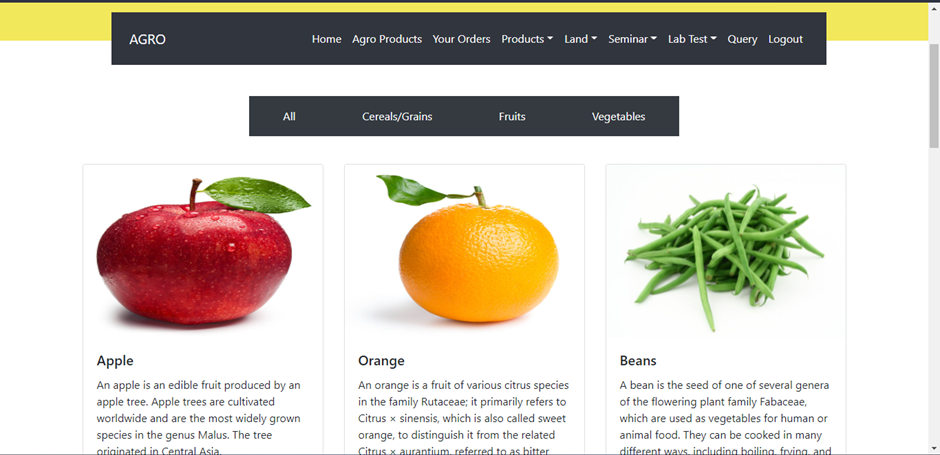 AGRO
Home Agro Products Your Orders Products Land Seminar Lab Test Query Logout
All Cereals/Grains Fruits Vegetables
Apple
An apple is an edible fruit produced by an
apple tree. Apple trees are cultivated
worldwide and are the most widely grown
species in the genus Malus. The tree
originated in Central Asia.
Orange
An orange is a fruit of various citrus species
in the family Rutaceae; it primarily refers to
Citrus × sinensis, which is also called sweet
orange, to distinguish it from the related
Citrus × aurantium, referred to as bitter
Beans
A bean is the seed of one of several genera
of the flowering plant family Fabaceae,
which are used as vegetables for human or
animal food. They can be cooked in many
different ways, including boiling, frying, and